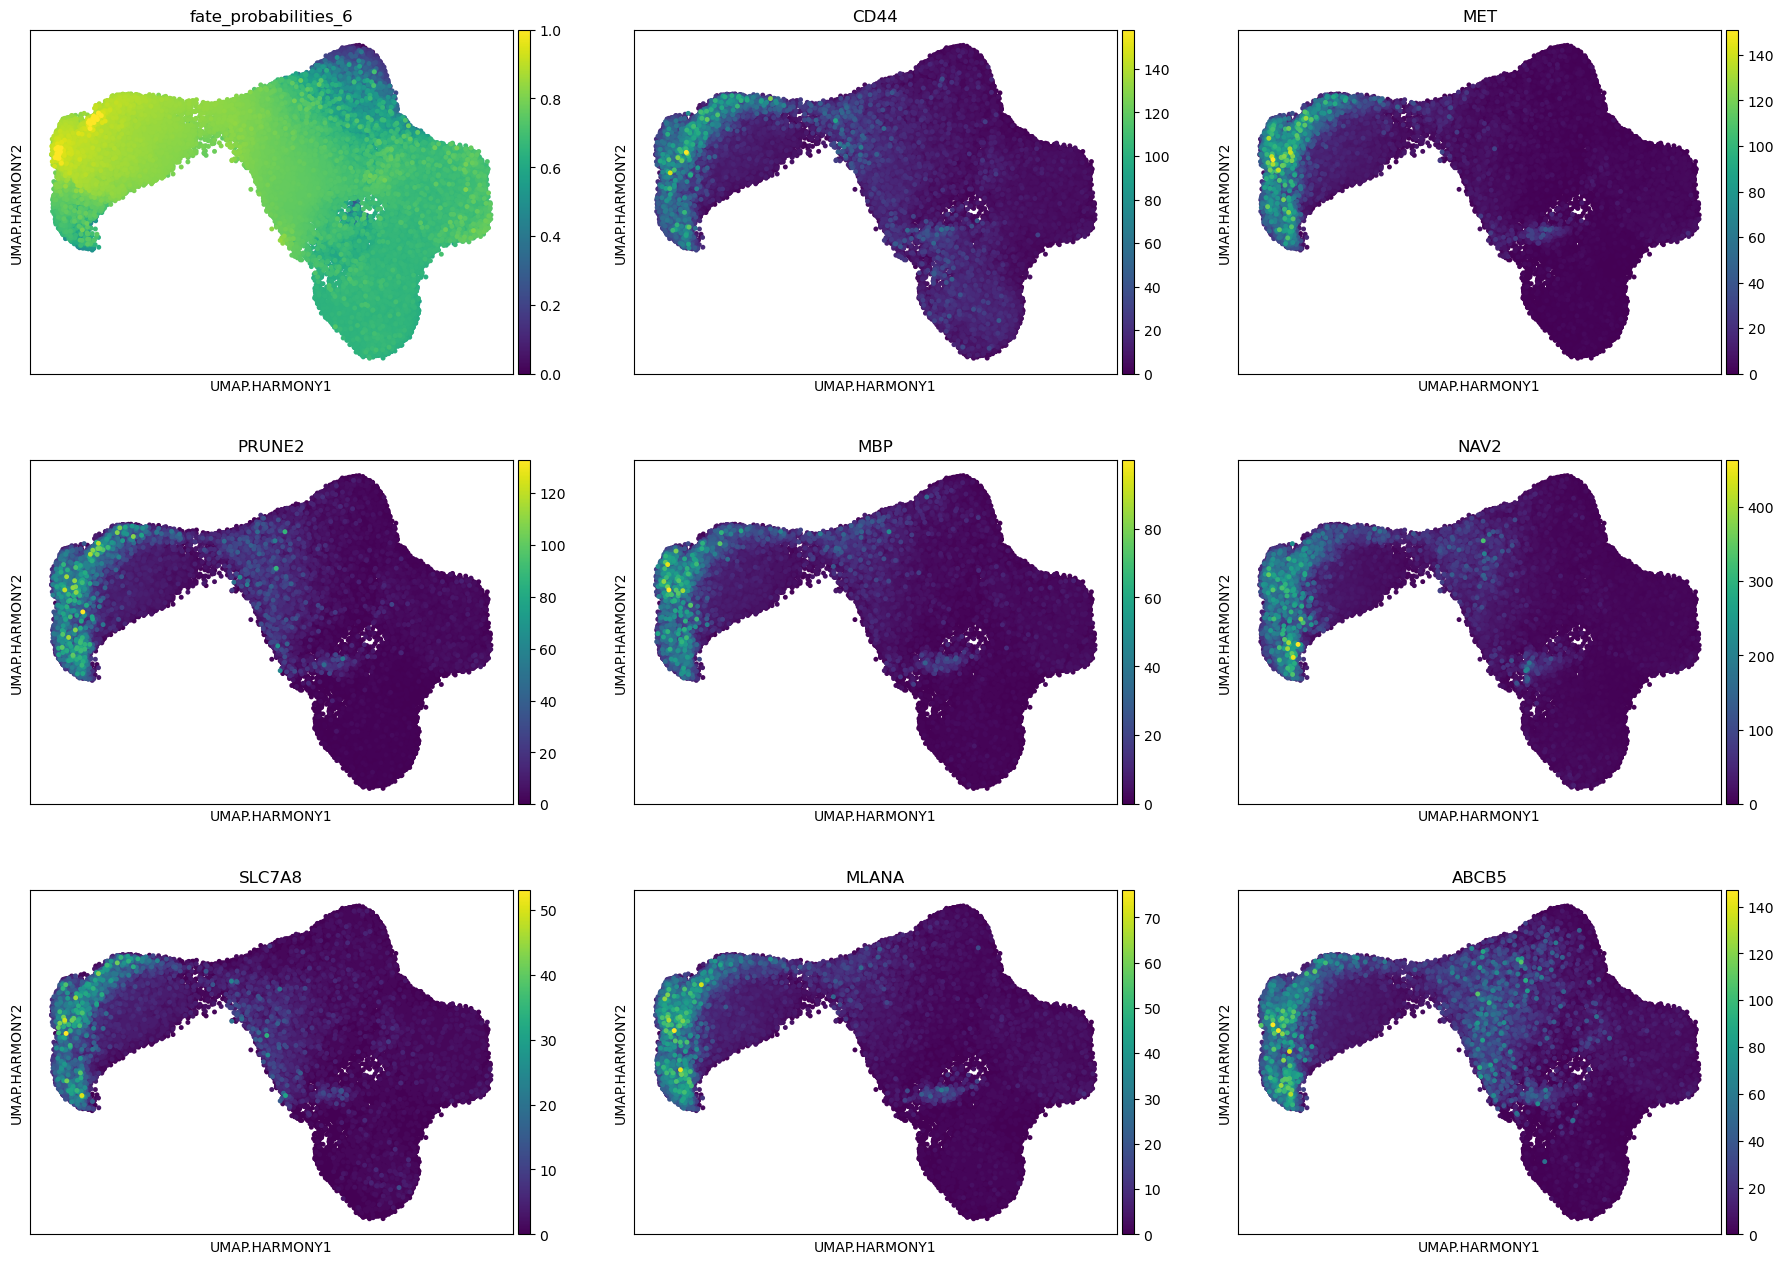 fate_probabilities_6
CD44
MET
1.0
0.8
0.6
0.4
0.2
0.0
140
120
100
80
60
40
20
0
140
120
100
80
60
40
20
0
UMAP.HARMONY2
UMAP.HARMONY2
UMAP.HARMONY2
UMAP.HARMONY1
UMAP.HARMONY1
UMAP.HARMONY1
PRUNE2
MBP
NAV2
120
100
80
60
40
20
0
80
60
40
20
0
400
300
200
100
0
UMAP.HARMONY2
UMAP.HARMONY2
UMAP.HARMONY2
UMAP.HARMONY1
UMAP.HARMONY1
UMAP.HARMONY1
SLC7A8
MLANA
ABCB5
50
40
30
20
10
0
70
60
50
40
30
20
10
0
140
120
100
80
60
40
20
0
UMAP.HARMONY2
UMAP.HARMONY2
UMAP.HARMONY2
UMAP.HARMONY1
UMAP.HARMONY1
UMAP.HARMONY1